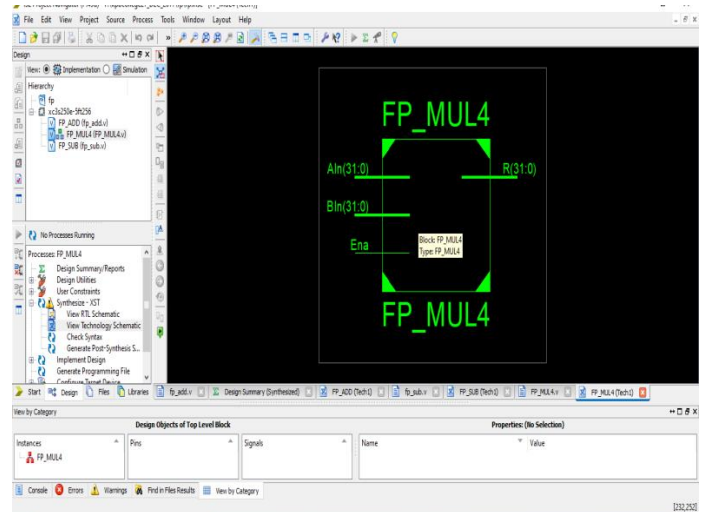 File Edit View Project Source Process Tools Window Layout Help
Design
View: Implementation Simulation
Hierarchy
fp
xc3s250e-5ft256
FP_ADD (fp_add.v)
FP_MUL4 (FP_MUL4.v)
FP_SUB (fp_sub.v)
No Processes Running
Processes: FP_MUL4
Design Summary/Reports
Design Utilities
User Constraints
Synthesize - XST
View RTL Schematic
View Technology Schematic
Check Syntax
Generate Post-Synthesis S...
Implement Design
Generate Programming File
Configure Target Device
Start Design Files Libraries
FP_MUL4
AIn(31:0)
R(31:0)
BIn(31:0)
Ena
Block: FP_MUL4
Type: FP_MUL4
FP_MUL4
fp_add.v Design Summary (Synthesized) FP_ADD (Tech1) fp_sub.v FP_SUB (Tech1) FP_MUL4.v FP_MUL4 (Tech1)
View by Category
Design Objects of Top Level Block
Properties: (No Selection)
Instances Pins Signals Name Value
FP_MUL4
Console Errors Warnings Find in Files Results View by Category
[232,252]